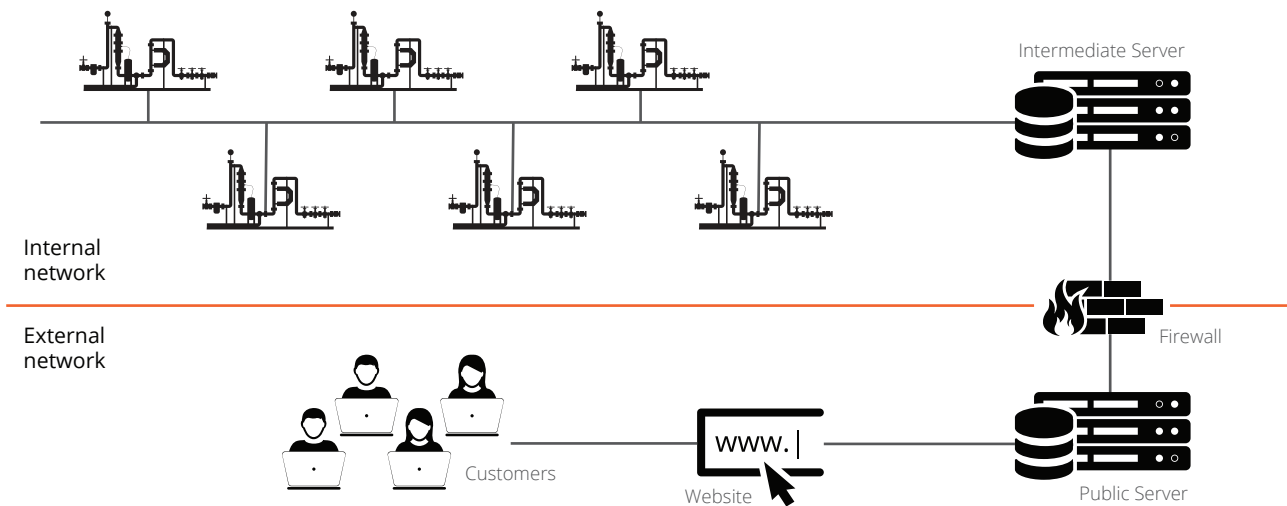 Intermediate Server
Internal
network
External
network
Firewall
Customers
www.
Website
Public Server